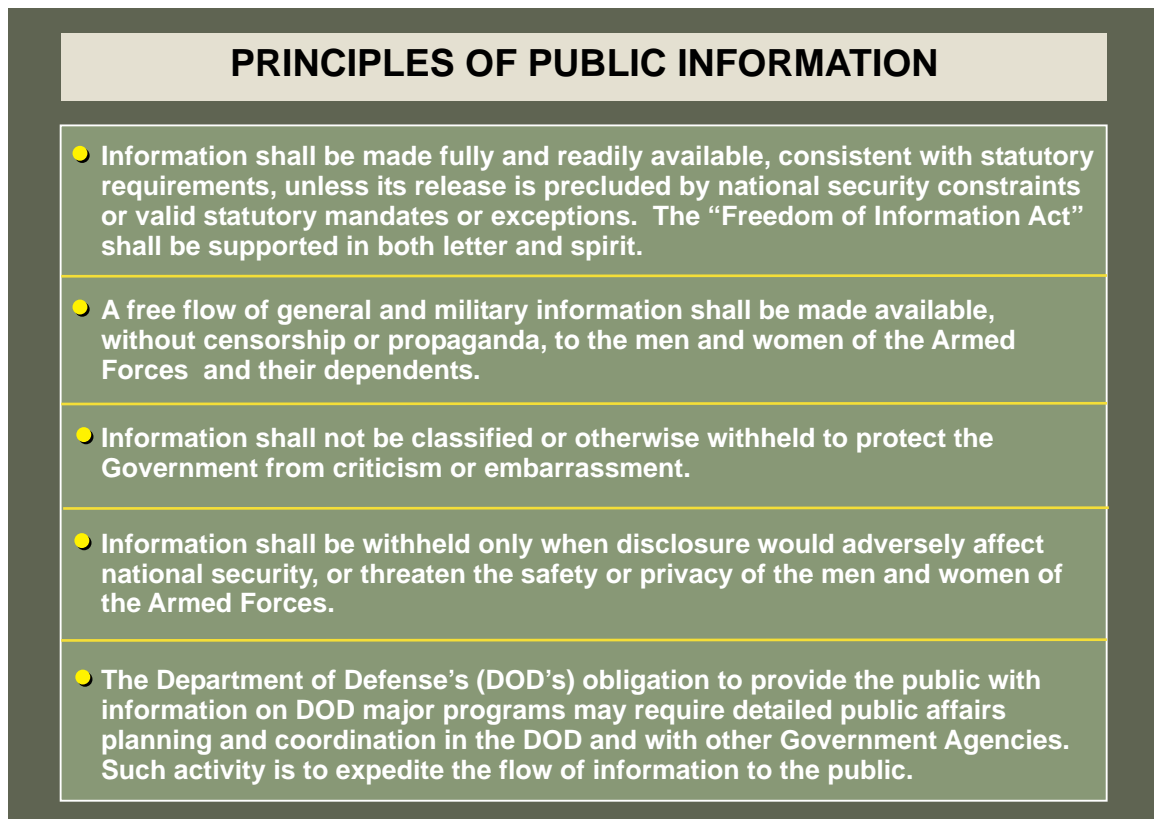 PRINCIPLES OF PUBLIC INFORMATION
Information shall be made fully and readily available, consistent with statutory
requirements, unless its release is precluded by national security constraints
or valid statutory mandates or exceptions.  The “Freedom of Information Act”
shall be supported in both letter and spirit.
A free flow of general and military information shall be made available,
without censorship or propaganda, to the men and women of the Armed
Forces  and their dependents.
Information shall not be classified or otherwise withheld to protect the
Government from criticism or embarrassment.
Information shall be withheld only when disclosure would adversely affect
national security, or threaten the safety or privacy of the men and women of
the Armed Forces.
The Department of Defense’s (DOD’s) obligation to provide the public with
information on DOD major programs may require detailed public affairs
planning and coordination in the DOD and with other Government Agencies.
Such activity is to expedite the flow of information to the public.